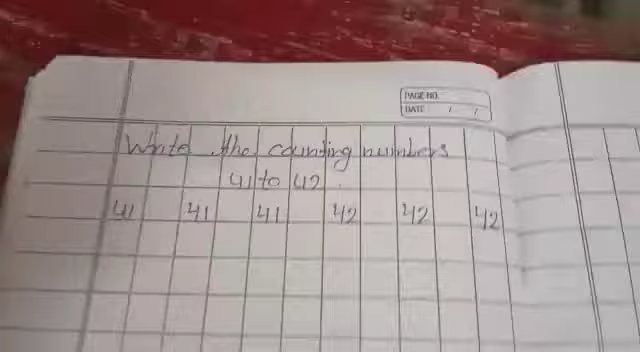 PAGE NO.
DATE / /
Write the counting numbers
41 to 42.
41 41 41 42 42 42